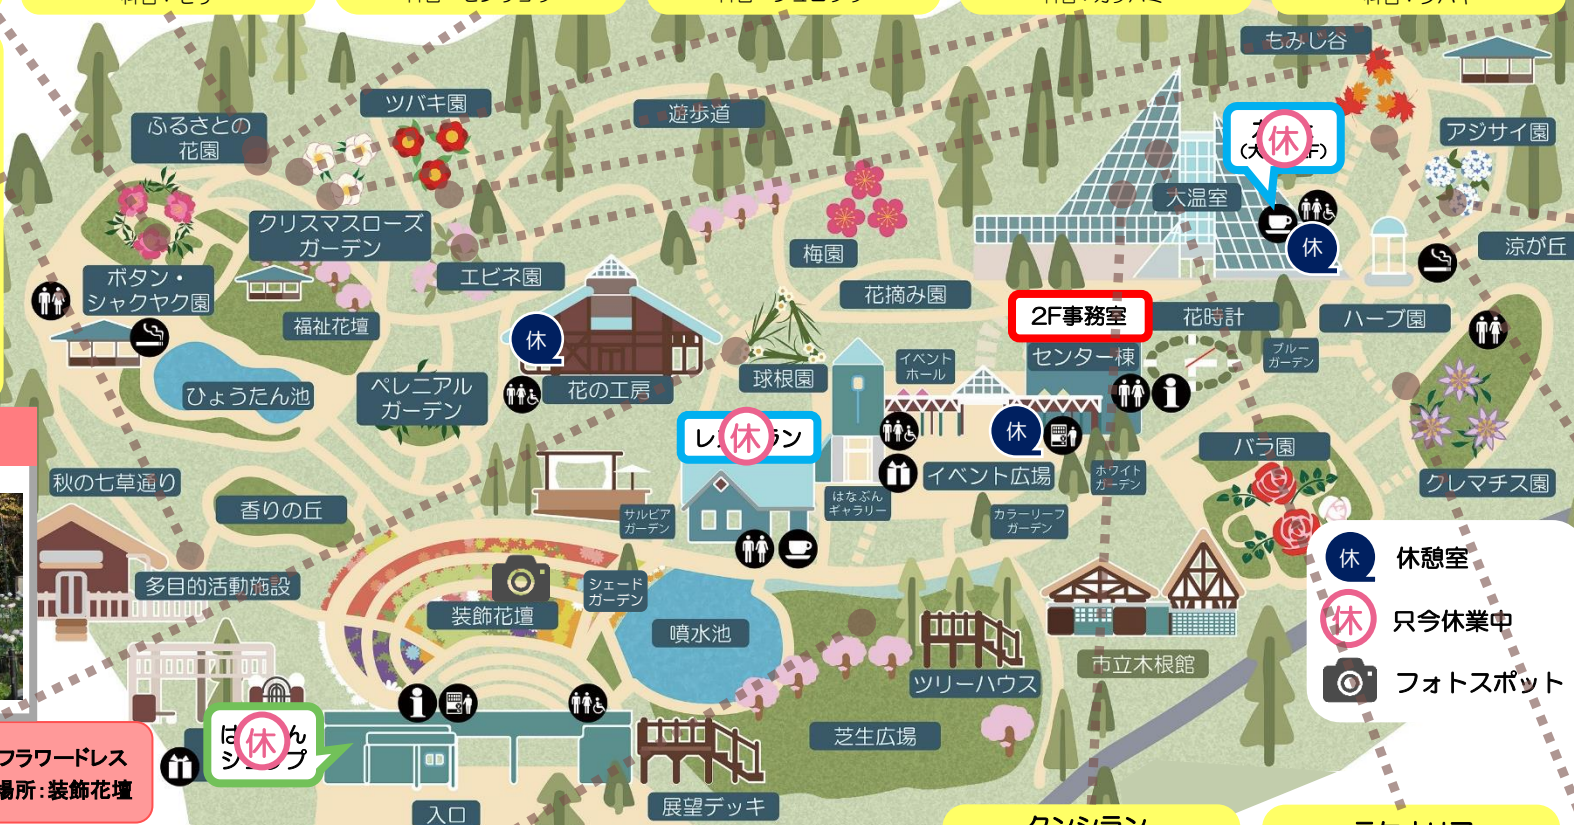 もみじ谷
ツバキ園
遊歩道
ふるさとの
花園
アジサイ園
休
大温室
クリスマスローズ
ガーデン
休
涼が丘
梅園
エビネ園
ボタン・
シャクヤク園
花摘み園
2F事務室
花時計
ハーブ園
福祉花壇
休
センター棟
ブルー
ガーデン
イベント
ホール
球根園
花の工房
ペレニアル
ガーデン
ひょうたん池
休
休
バラ園
イベント広場
ホワイト
ガーデン
クレマチス園
秋の七草通り
香りの丘
はなぶん
ギャラリー
サルビア
ガーデン
カラーリーフ
ガーデン
休
休憩室
多目的活動施設
シェード
ガーデン
装飾花壇
噴水池
休
只今休業中
市立木根館
ツリーハウス
フォトスポット
休
芝生広場
フラワードレス
場所:装飾花壇
展望デッキ
入口